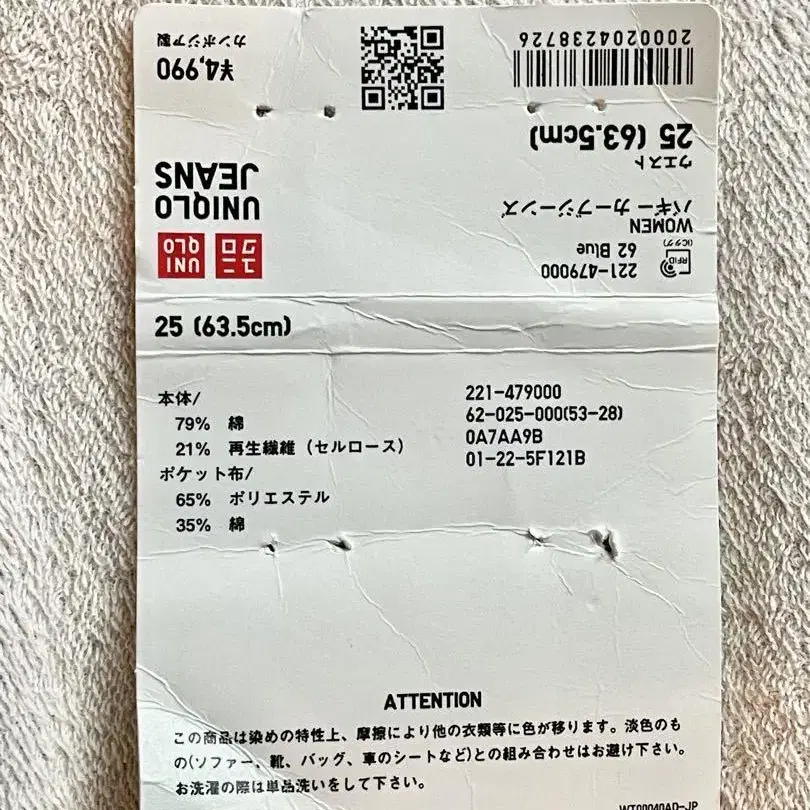 RFID
(ICタグ)
221-479000
62 Blue
WOMEN
バギー カーブジーンズ
ウエスト
25 (63.5cm)
2000204238726
ユニ
クロ
UNI
QLO
UNIQLO
JEANS
¥4,990
カンボジア製
25 (63.5cm)
本体/
79% 綿
21% 再生繊維(セルロース)
ポケット布/
65% ポリエステル
35% 綿
221-479000
62-025-000(53-28)
0A7AA9B
01-22-5F121B
ATTENTION
この商品は染めの特性上、摩擦により他の衣類等に色が移ります。淡色のも
の(ソファー、靴、バッグ、車のシートなど)との組み合わせはお避け下さい。
お洗濯の際は単品洗いをして下さい。
WT00040AD-JP